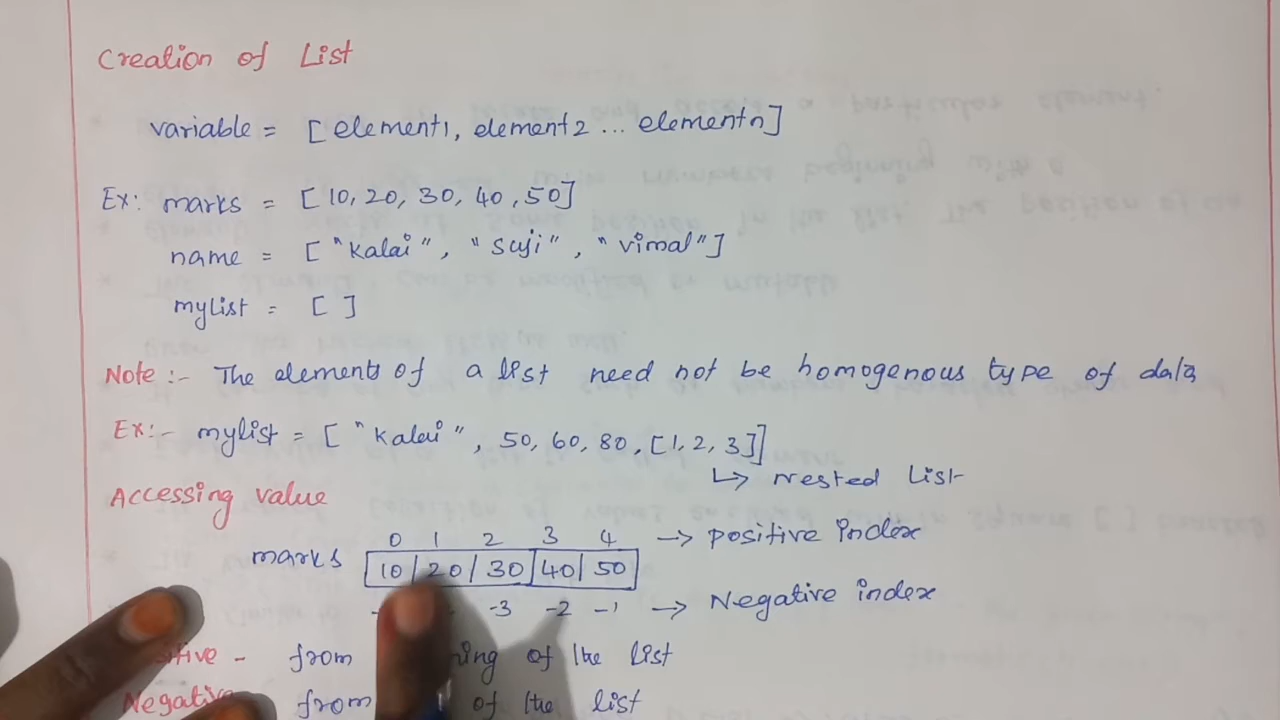 Creation of List
variable = [element1, element2 ... elementn]
Ex: marks = [10, 20, 30, 40, 50]
name = ["Kalai", "Suji", "Vimal"]
mylist = [ ]
Note :- The elements of a list need not be homogenous type of data
Ex:- mylist = ["Kalai", 50, 60, 80, [1, 2, 3]]
↳ Nested List
Accessing value
0 1 2 3 4 → positive index
marks 10 20 30 40 50
-3 -2 -1 → Negative index
from of the list
Negative from of the list